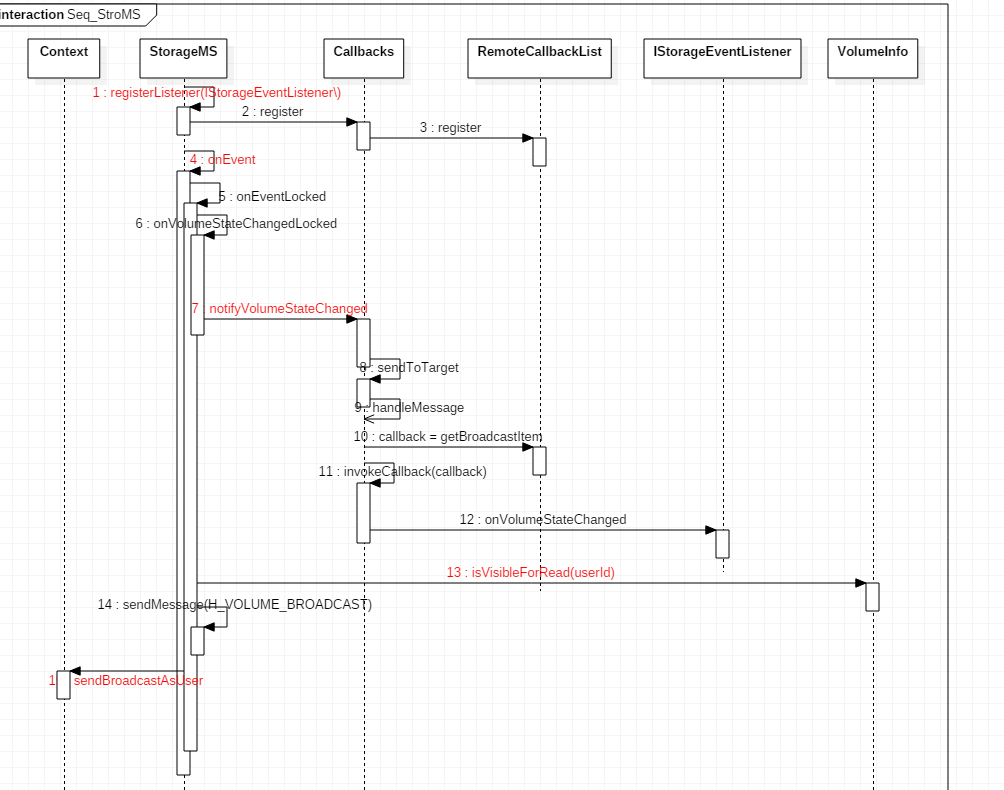 interaction Seq_StroMS
Context
StorageMS
Callbacks
RemoteCallbackList
IStorageEventListener
VolumeInfo
1 : registerListener(IStorageEventListener\)
2 : register
3 : register
4 : onEvent
5 : onEventLocked
6 : onVolumeStateChangedLocked
7 : notifyVolumeStateChanged
8 : sendToTarget
9 : handleMessage
10 : callback = getBroadcastItem
11 : invokeCallback(callback)
12 : onVolumeStateChanged
13 : isVisibleForRead(userId)
14 : sendMessage(H_VOLUME_BROADCAST)
sendBroadcastAsUser